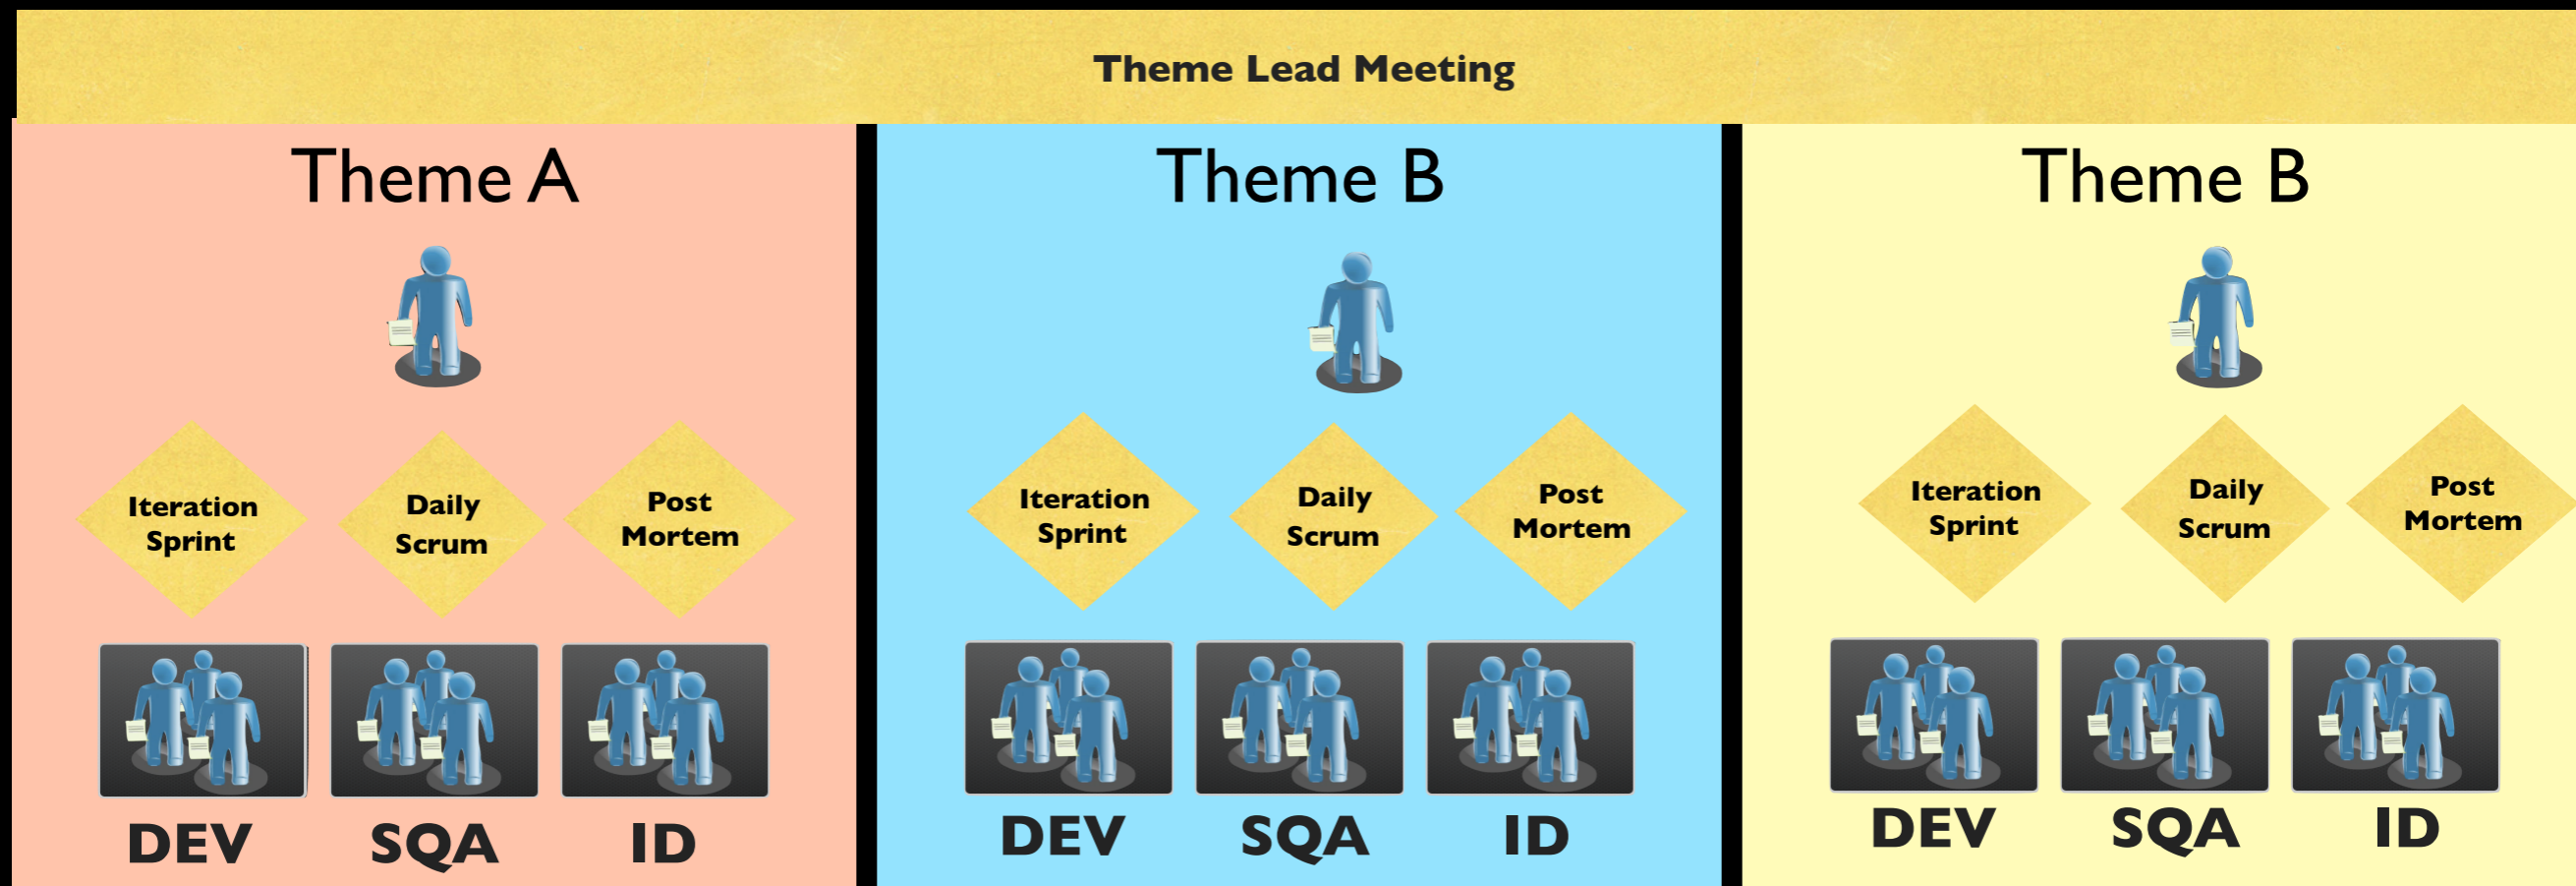 Theme Lead Meeting
Theme A
Iteration
Sprint
Daily
Scrum
Post
Mortem
DEV
SQA
ID
Theme B
Iteration
Sprint
Daily
Scrum
Post
Mortem
DEV
SQA
ID
Theme B
Iteration
Sprint
Daily
Scrum
Post
Mortem
DEV
SQA
ID